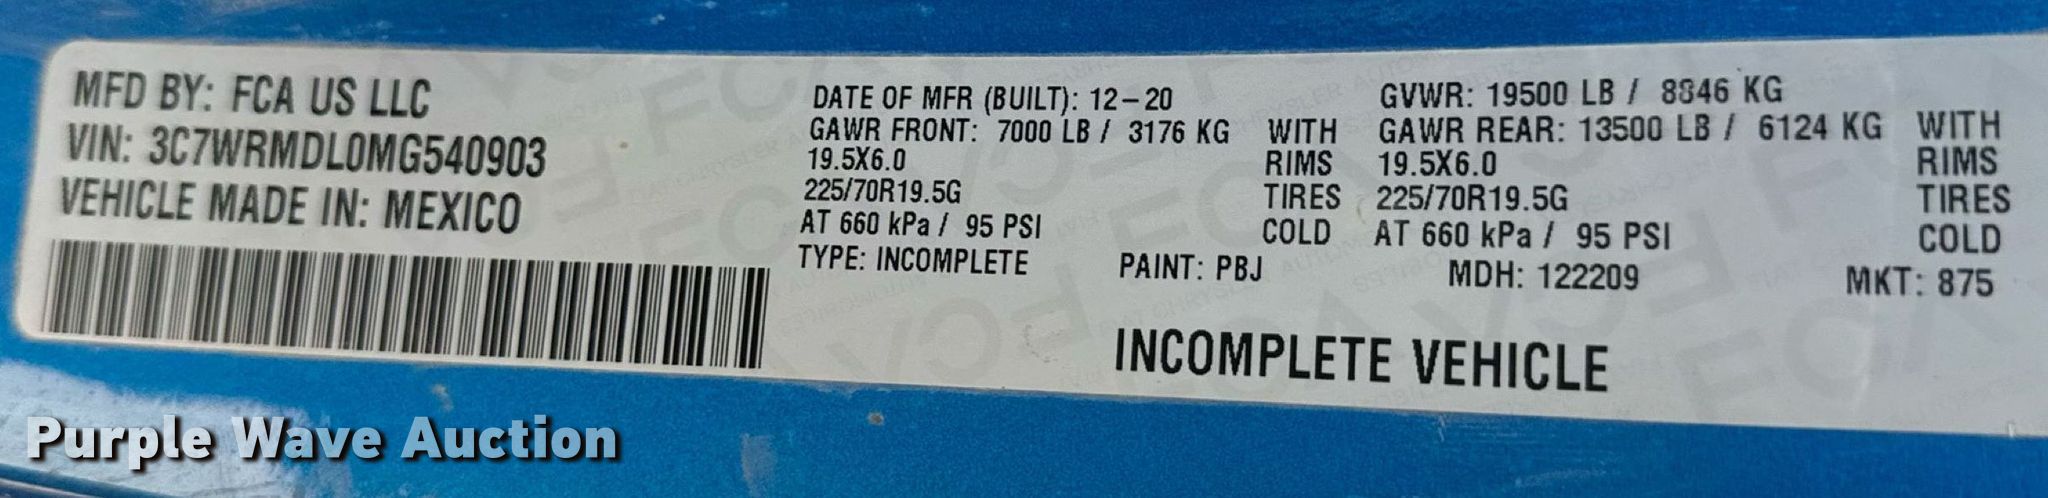 MFD BY: FCA US LLC
VIN: 3C7WRMDL0MG540903
VEHICLE MADE IN: MEXICO
DATE OF MFR (BUILT): 12-20
GVWR: 19500 LB / 8846 KG
GAWR FRONT: 7000 LB / 3176 KG WITH
GAWR REAR: 13500 LB / 6124 KG WITH
19.5X6.0 RIMS
19.5X6.0 RIMS
225/70R19.5G TIRES
225/70R19.5G TIRES
AT 660 kPa / 95 PSI COLD
AT 660 kPa / 95 PSI COLD
TYPE: INCOMPLETE
PAINT: PBJ
MDH: 122209
MKT: 875
INCOMPLETE VEHICLE
Purple Wave Auction